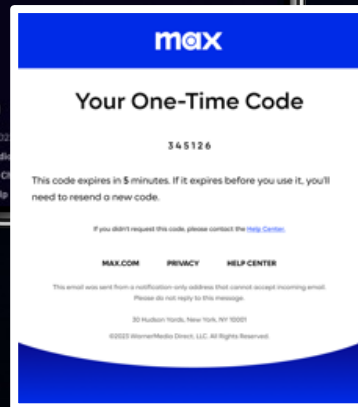 max
Your One-Time Code
345126
This code expires in 5 minutes. If it expires before you use it, you'll
need to resend a new code.
If you didn't request this code, please contact the Help Center.
MAX.COM PRIVACY HELP CENTER
This email was sent from a notification-only address that cannot accept incoming email.
Please do not reply to this message.
30 Hudson Yards, New York, NY 10001
©2023 WarnerMedia Direct, LLC. All Rights Reserved.